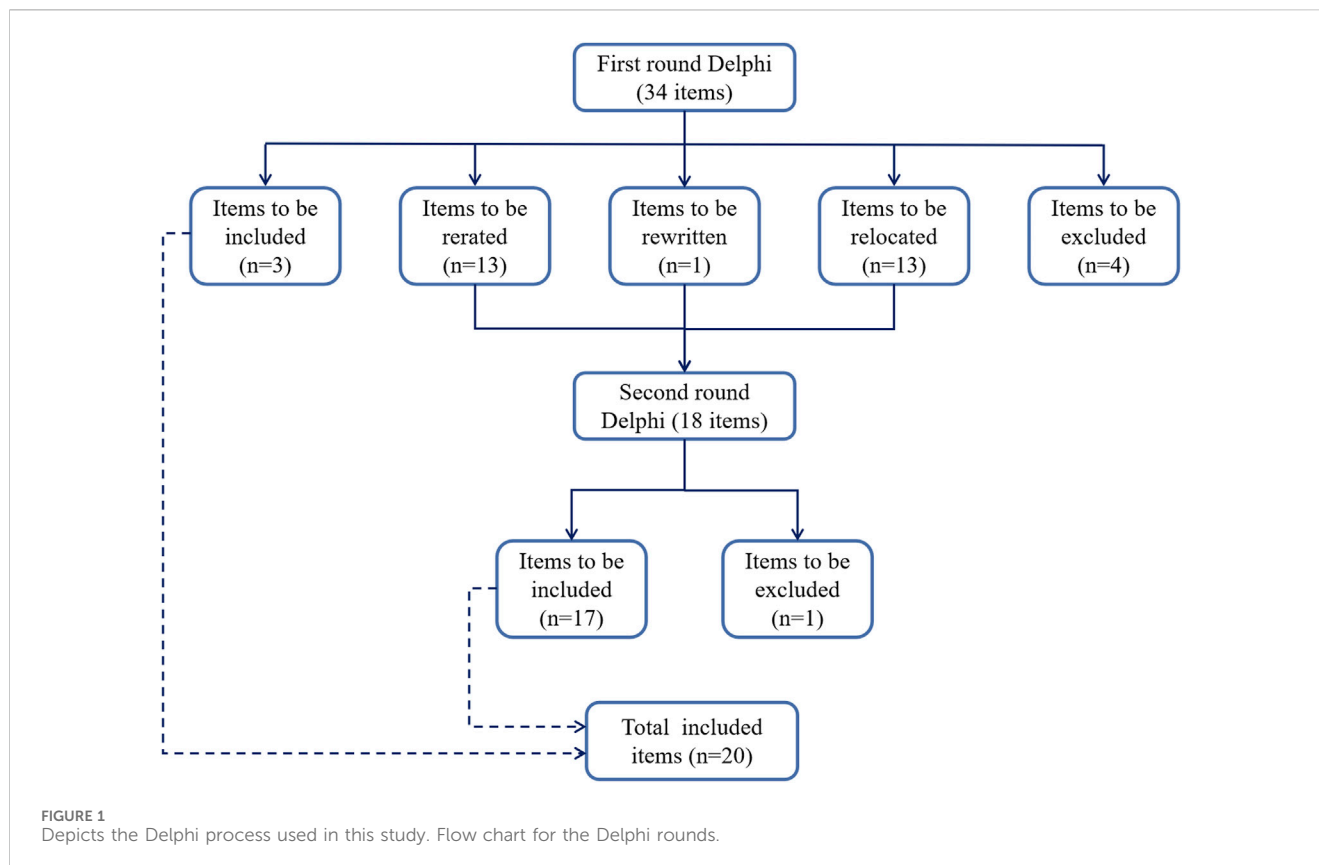 First round Delphi
(34 items)
Items to be
included
(n=3)
Items to be
rerated
(n=13)
Items to be
rewritten
(n=1)
Items to be
relocated
(n=13)
Items to be
excluded
(n=4)
Second round
Delphi (18 items)
Items to be
included
(n=17)
Items to be
excluded
(n=1)
Total included
items (n=20)
FIGURE 1
Depicts the Delphi process used in this study. Flow chart for the Delphi rounds.